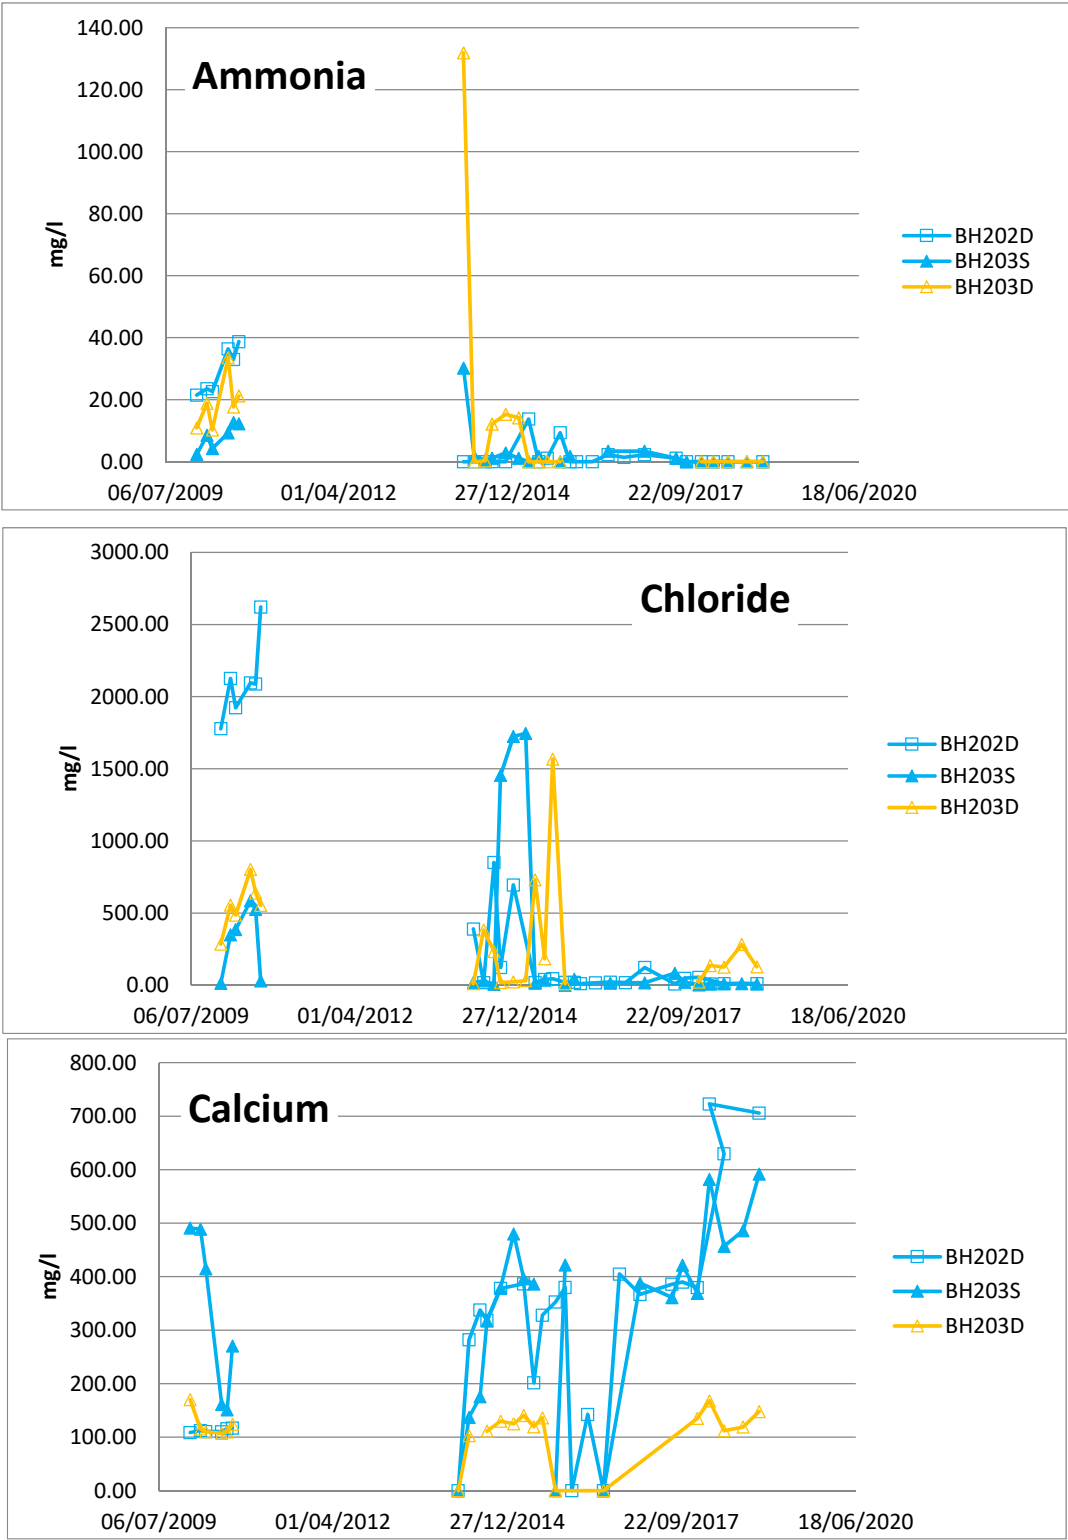 140.00
120.00
100.00
80.00
60.00
40.00
20.00
0.00
Ammonia
mg/l
06/07/2009 01/04/2012 27/12/2014 22/09/2017 18/06/2020
BH202D
BH203S
BH203D
3000.00
2500.00
2000.00
1500.00
1000.00
500.00
0.00
Chloride
mg/l
06/07/2009 01/04/2012 27/12/2014 22/09/2017 18/06/2020
BH202D
BH203S
BH203D
800.00
700.00
600.00
500.00
400.00
300.00
200.00
100.00
0.00
Calcium
mg/l
06/07/2009 01/04/2012 27/12/2014 22/09/2017 18/06/2020
BH202D
BH203S
BH203D